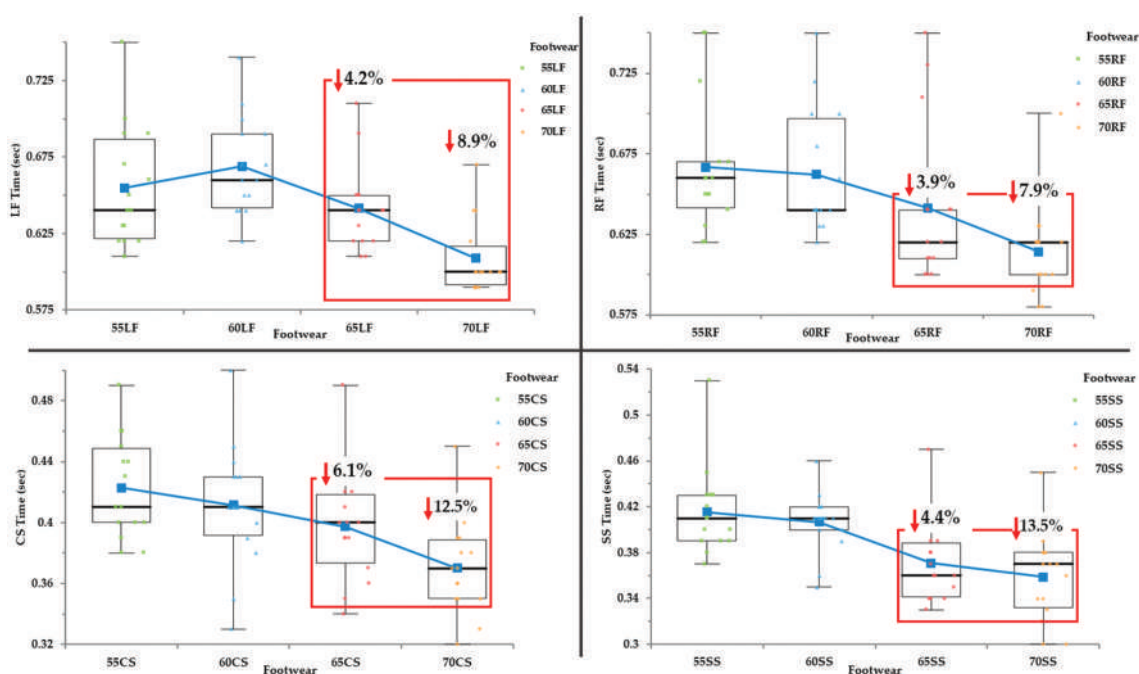 LF Time (sec)
0.725
0.675
0.625
0.575
4.2%
8.9%
Footwear
55LF
60LF
65LF
70LF
55LF 60LF 65LF 70LF
Footwear
RF Time (sec)
0.725
0.675
0.625
0.575
3.9%
7.9%
Footwear
55RF
60RF
65RF
70RF
55RF 60RF 65RF 70RF
Footwear
CS Time (sec)
0.48
0.44
0.4
0.36
0.32
6.1%
12.5%
Footwear
55CS
60CS
65CS
70CS
55CS 60CS 65CS 70CS
Footwear
SS Time (sec)
0.54
0.5
0.46
0.42
0.38
0.34
0.3
4.4%
13.5%
Footwear
55SS
60SS
65SS
70SS
55SS 60SS 65SS 70SS
Footwear